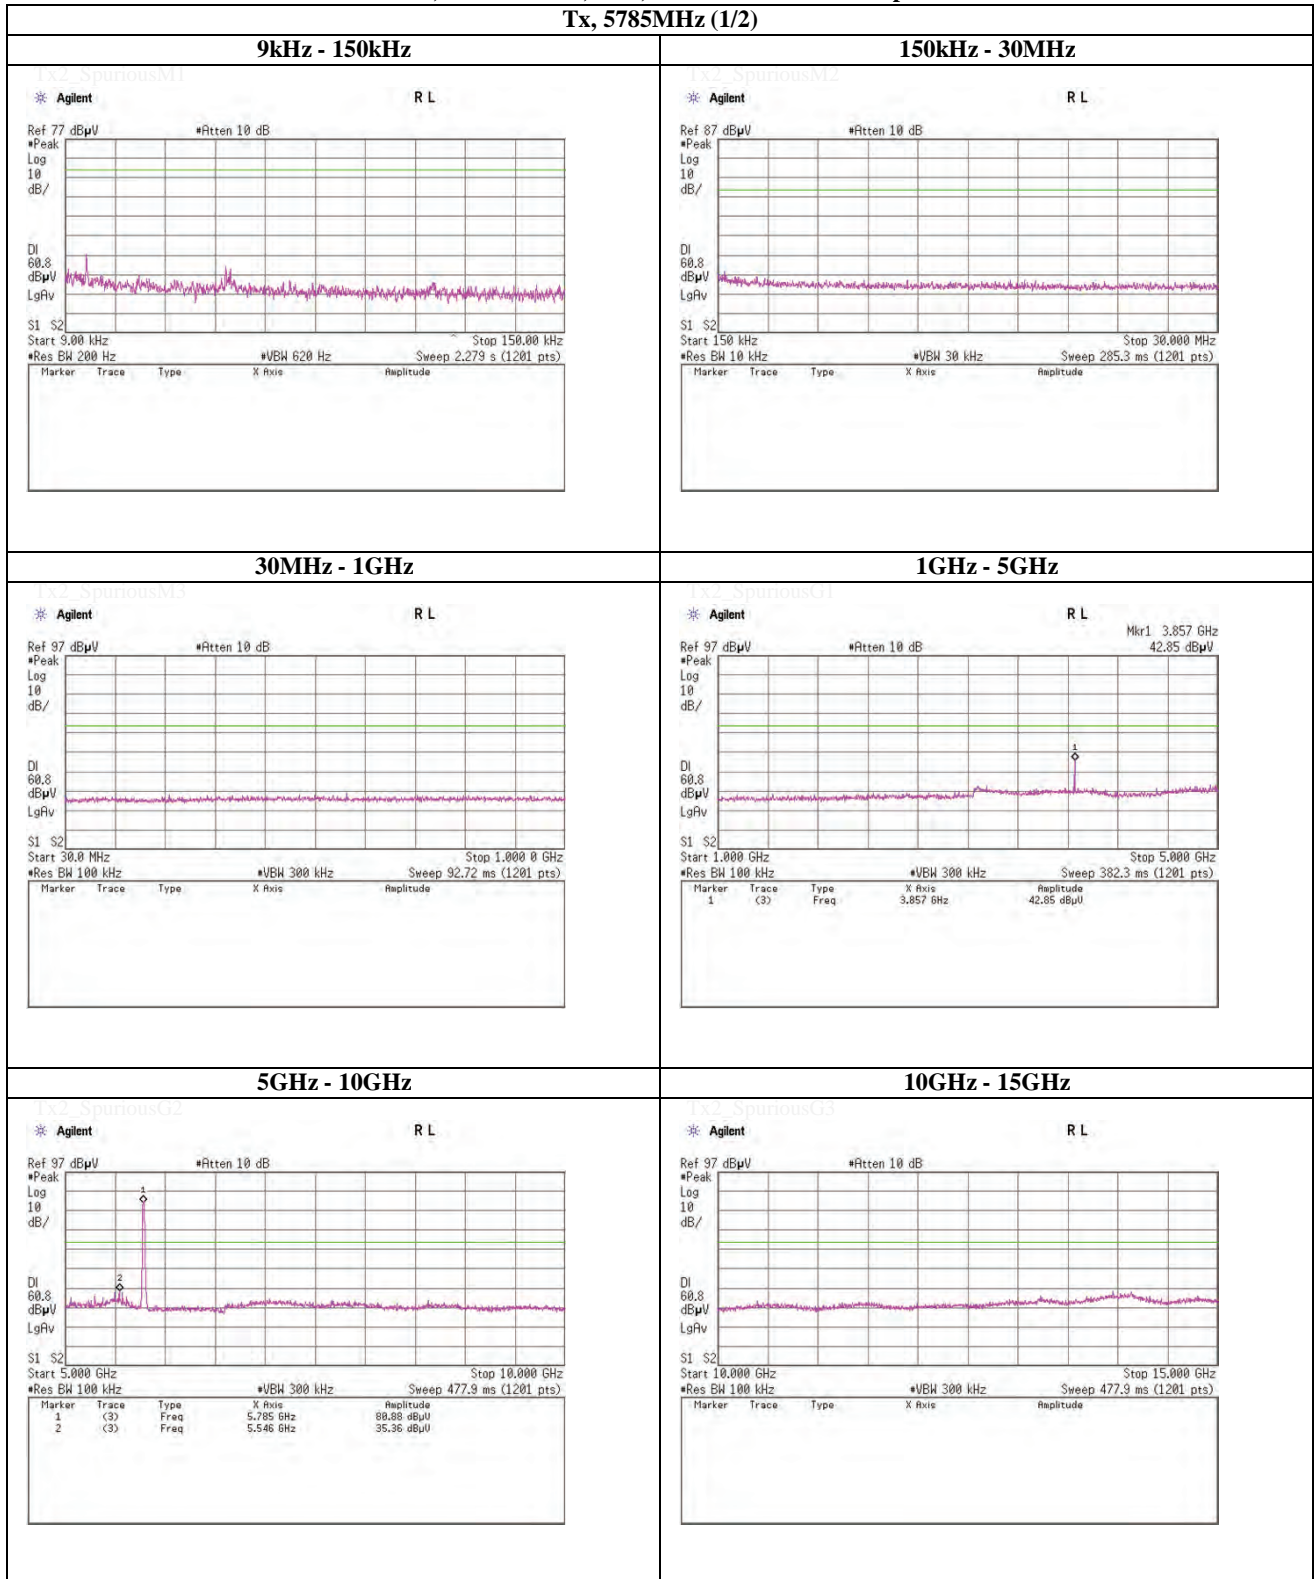 Tx, 5785MHz (1/2)
9kHz - 150kHz
150kHz - 30MHz
Tx2_SpuriousM1
Agilent
R L
Ref 77 dBµV
#Atten 10 dB
#Peak
Log
10
dB/
DI
60.8
dBµV
LgAv
S1 S2
Start 9.00 kHz
Stop 150.00 kHz
#Res BW 200 Hz
#VBW 620 Hz
Sweep 2.279 s (1201 pts)
Marker Trace Type X Axis Amplitude
Tx2_SpuriousM2
Agilent
R L
Ref 87 dBµV
#Atten 10 dB
#Peak
Log
10
dB/
DI
60.8
dBµV
LgAv
S1 S2
Start 150 kHz
Stop 30.000 MHz
#Res BW 10 kHz
#VBW 30 kHz
Sweep 285.3 ms (1201 pts)
Marker Trace Type X Axis Amplitude
30MHz - 1GHz
1GHz - 5GHz
Tx2_SpuriousM3
Agilent
R L
Ref 97 dBµV
#Atten 10 dB
#Peak
Log
10
dB/
DI
60.8
dBµV
LgAv
S1 S2
Start 30.0 MHz
Stop 1.000 0 GHz
#Res BW 100 kHz
#VBW 300 kHz
Sweep 92.72 ms (1201 pts)
Marker Trace Type X Axis Amplitude
Tx2_SpuriousG1
Agilent
R L
Mkr1 3.857 GHz
Ref 97 dBµV
#Atten 10 dB
42.85 dBµV
#Peak
Log
10
dB/
1
DI
60.8
dBµV
LgAv
S1 S2
Start 1.000 GHz
Stop 5.000 GHz
#Res BW 100 kHz
#VBW 300 kHz
Sweep 382.3 ms (1201 pts)
Marker Trace Type X Axis Amplitude
1 (3) Freq 3.857 GHz 42.85 dBµV
5GHz - 10GHz
10GHz - 15GHz
Tx2_SpuriousG2
Agilent
R L
Ref 97 dBµV
#Atten 10 dB
#Peak
Log
10
dB/
1
2
DI
60.8
dBµV
LgAv
S1 S2
Start 5.000 GHz
Stop 10.000 GHz
#Res BW 100 kHz
#VBW 300 kHz
Sweep 477.9 ms (1201 pts)
Marker Trace Type X Axis Amplitude
1 (3) Freq 5.785 GHz 80.88 dBµV
2 (3) Freq 5.546 GHz 35.36 dBµV
Tx2_SpuriousG3
Agilent
R L
Ref 97 dBµV
#Atten 10 dB
#Peak
Log
10
dB/
DI
60.8
dBµV
LgAv
S1 S2
Start 10.000 GHz
Stop 15.000 GHz
#Res BW 100 kHz
#VBW 300 kHz
Sweep 477.9 ms (1201 pts)
Marker Trace Type X Axis Amplitude